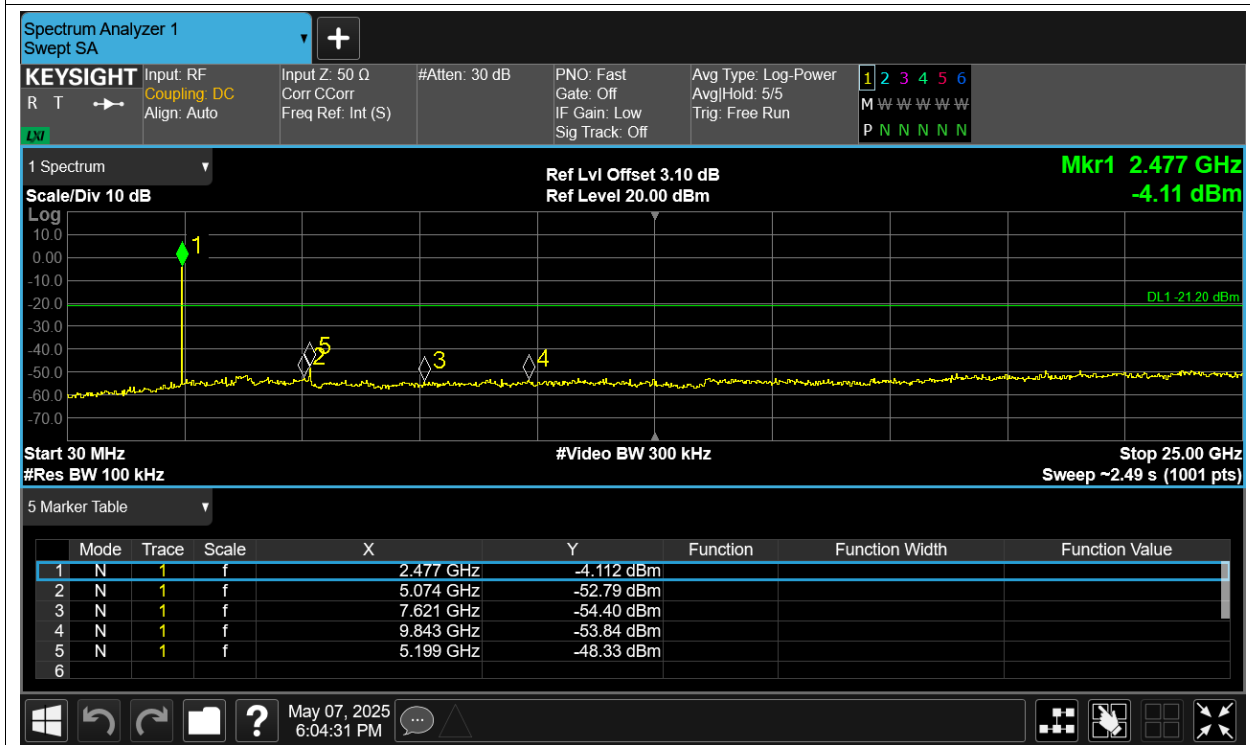 Spectrum Analyzer 1
Swept SA
+
KEYSIGHT
R T
LXI
Input: RF
Coupling: DC
Align: Auto
Input Z: 50 Ω
Corr CCorr
Freq Ref: Int (S)
#Atten: 30 dB
PNO: Fast
Gate: Off
IF Gain: Low
Sig Track: Off
Avg Type: Log-Power
Avg|Hold: 5/5
Trig: Free Run
1 2 3 4 5 6
M W W W W W
P N N N N N
1 Spectrum
Scale/Div 10 dB
Ref Lvl Offset 3.10 dB
Ref Level 20.00 dBm
Mkr1 2.477 GHz
-4.11 dBm
Log
10.0
0.00
-10.0
-20.0
-30.0
-40.0
-50.0
-60.0
-70.0
1
5
2
3
4
DL1 -21.20 dBm
Start 30 MHz
#Video BW 300 kHz
Stop 25.00 GHz
#Res BW 100 kHz
Sweep ~2.49 s (1001 pts)
5 Marker Table
Mode Trace Scale X Y Function Function Width Function Value
1 N 1 f 2.477 GHz -4.112 dBm
2 N 1 f 5.074 GHz -52.79 dBm
3 N 1 f 7.621 GHz -54.40 dBm
4 N 1 f 9.843 GHz -53.84 dBm
5 N 1 f 5.199 GHz -48.33 dBm
6
?
May 07, 2025
6:04:31 PM